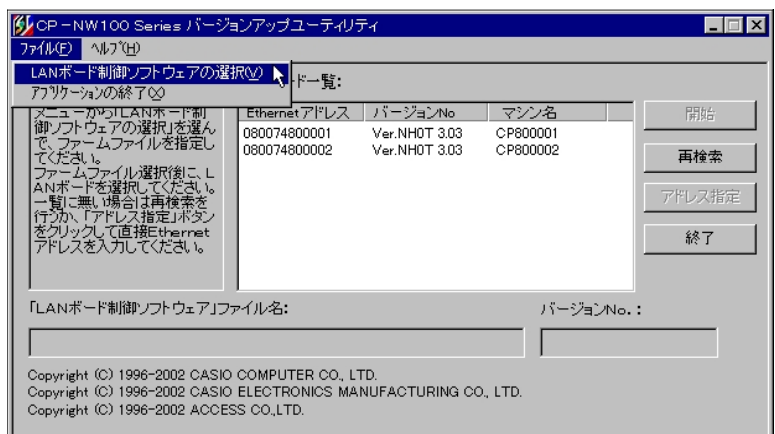 CP－NW100 Series バージョンアップユーティリティ
ファイル(F) ヘルプ(H)
LANボード制御ソフトウェアの選択(V)
アプリケーションの終了(X)
ード一覧:
メニューから「LANボード制
御ソフトウェアの選択」を選ん
で、ファームファイルを指定し
てください。
ファームファイル選択後に、L
ANボードを選択してください。
一覧に無い場合は再検索を
行うか、「アドレス指定」ボタン
をクリックして直接Ethernet
アドレスを入力してください。
Ethernetアドレス バージョンNo マシン名
080074800001 Ver.NH0T 3.03 CP800001
080074800002 Ver.NH0T 3.03 CP800002
開始
再検索
アドレス指定
終了
「LANボード制御ソフトウェア」ファイル名:
バージョンNo.:
Copyright (C) 1996-2002 CASIO COMPUTER CO., LTD.
Copyright (C) 1996-2002 CASIO ELECTRONICS MANUFACTURING CO., LTD.
Copyright (C) 1996-2002 ACCESS CO.,LTD.